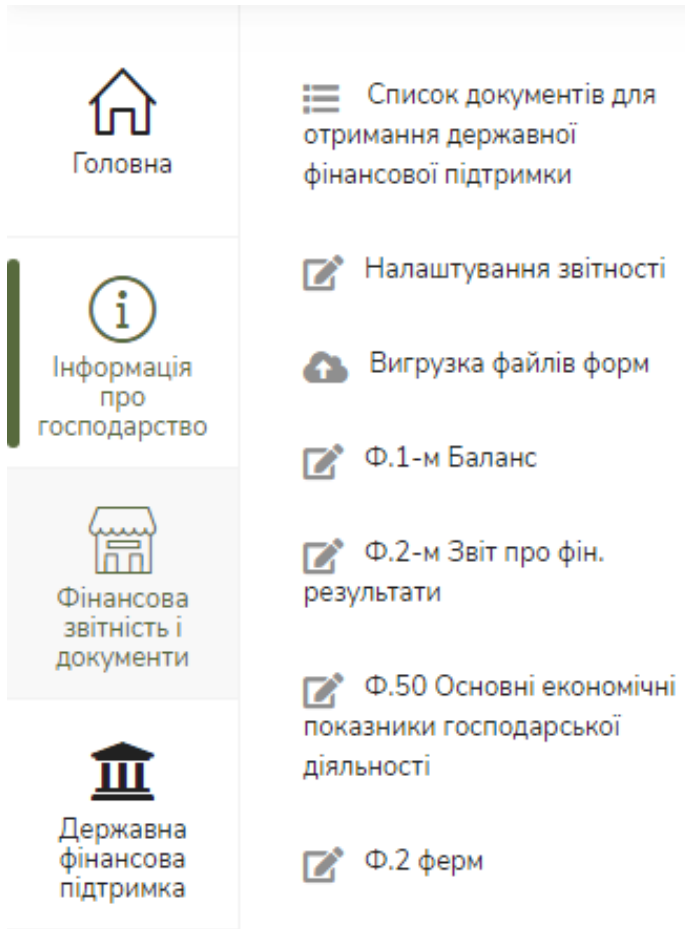 Головна
Інформація
про
господарство
Фінансова
звітність і
документи
Державна
фінансова
підтримка
Список документів для
отримання державної
фінансової підтримки
Налаштування звітності
Вигрузка файлів форм
Ф.1-м Баланс
Ф.2-м Звіт про фін.
результати
Ф.50 Основні економічні
показники господарської
діяльності
Ф.2 ферм